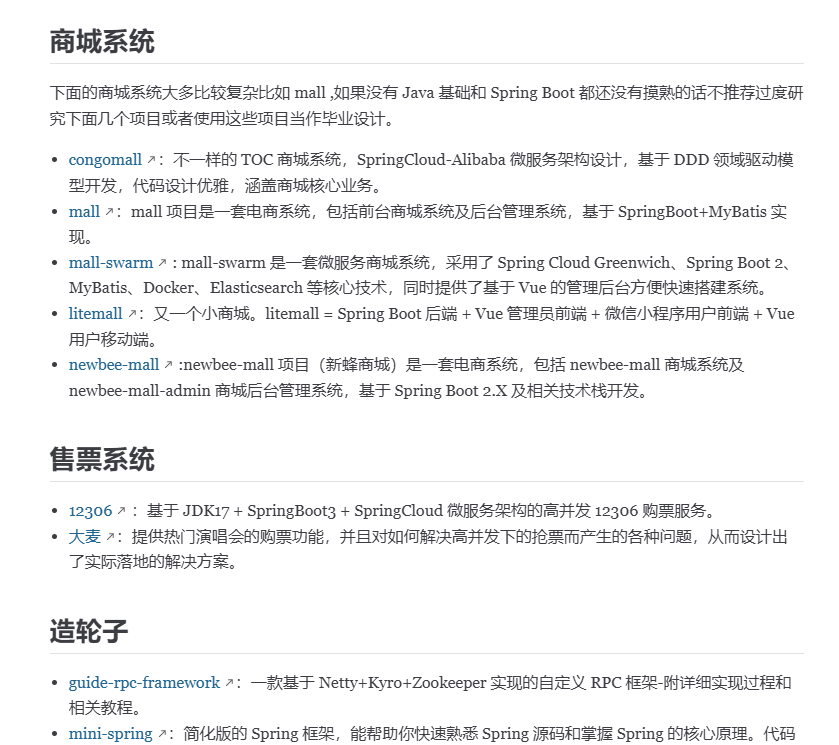 商城系统
下面的商城系统大多比较复杂比如 mall ,如果没有 Java 基础和 Spring Boot 都还没有摸熟的话不推荐过度研
究下面几个项目或者使用这些项目当作毕业设计。
• congomall ↗： 不一样的 TOC 商城系统，SpringCloud-Alibaba 微服务架构设计，基于 DDD 领域驱动模
型开发，代码设计优雅，涵盖商城核心业务。
• mall ↗： mall 项目是一套电商系统，包括前台商城系统及后台管理系统，基于 SpringBoot+MyBatis 实
现。
• mall-swarm ↗ : mall-swarm 是一套微服务商城系统，采用了 Spring Cloud Greenwich、Spring Boot 2、
MyBatis、Docker、Elasticsearch 等核心技术，同时提供了基于 Vue 的管理后台方便快速搭建系统。
• litemall ↗： 又一个小商城。litemall = Spring Boot 后端 + Vue 管理员前端 + 微信小程序用户前端 + Vue
用户移动端。
• newbee-mall ↗ :newbee-mall 项目（新蜂商城）是一套电商系统，包括 newbee-mall 商城系统及
newbee-mall-admin 商城后台管理系统，基于 Spring Boot 2.X 及相关技术栈开发。
售票系统
• 12306 ↗ ： 基于 JDK17 + SpringBoot3 + SpringCloud 微服务架构的高并发 12306 购票服务。
• 大麦 ↗： 提供热门演唱会的购票功能，并且对如何解决高并发下的抢票而产生的各种问题，从而设计出
了实际落地的解决方案。
造轮子
• guide-rpc-framework ↗： 一款基于 Netty+Kyro+Zookeeper 实现的自定义 RPC 框架-附详细实现过程和
相关教程。
• mini-spring ↗： 简化版的 Spring 框架，能帮助你快速熟悉 Spring 源码和掌握 Spring 的核心原理。代码